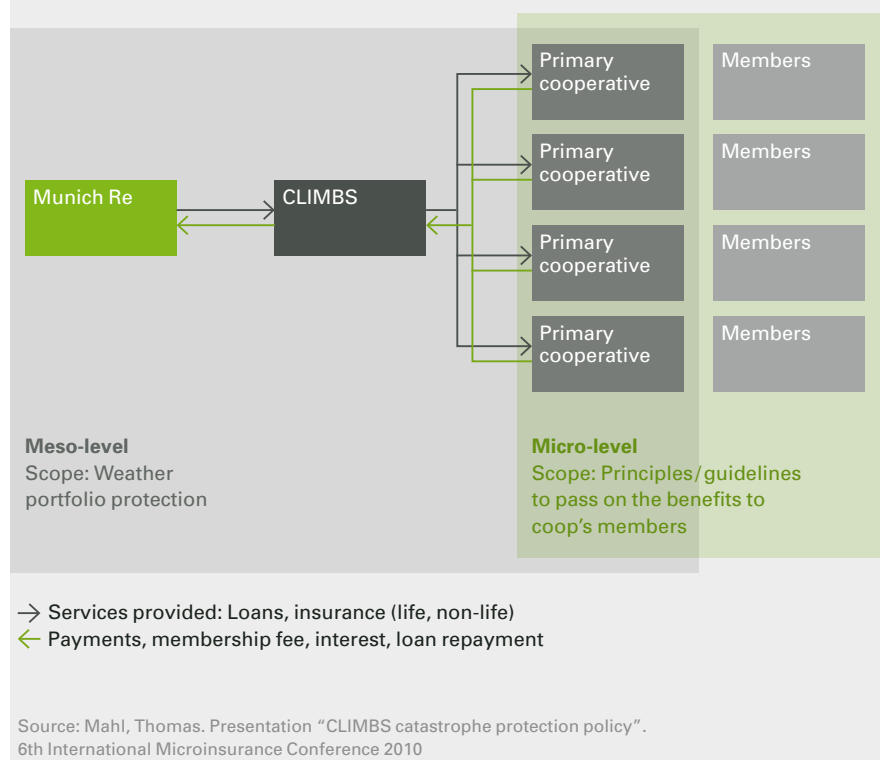 Munich Re
CLIMBS
Primary
cooperative
Members
Primary
cooperative
Members
Primary
cooperative
Members
Primary
cooperative
Members
Meso-level
Scope: Weather
portfolio protection
Micro-level
Scope: Principles/guidelines
to pass on the benefits to
coop's members
Services provided: Loans, insurance (life, non-life)
Payments, membership fee, interest, loan repayment
Source: Mahl, Thomas. Presentation “CLIMBS catastrophe protection policy”.
6th International Microinsurance Conference 2010